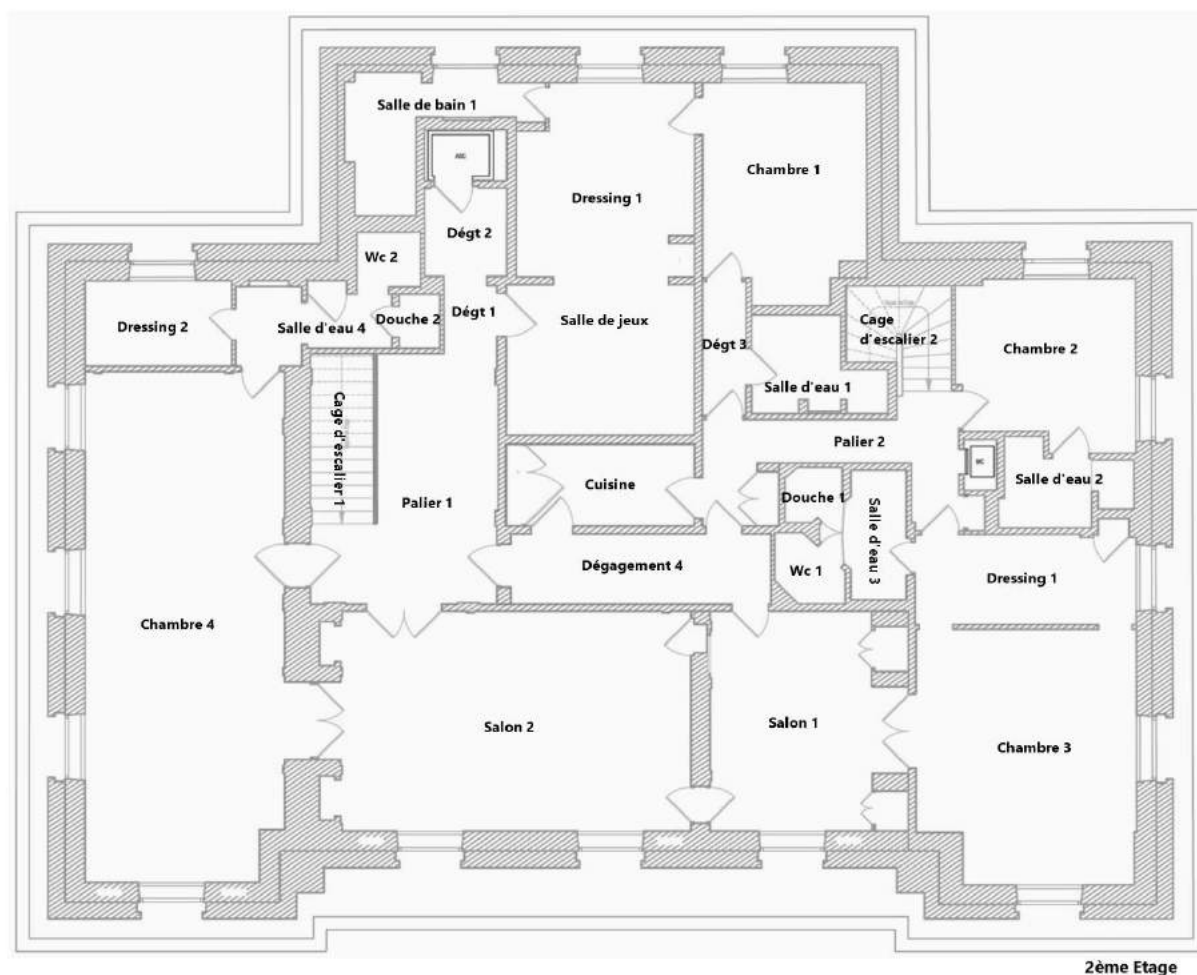 Salle de bain 1
Chambre 1
Dressing 1
Dégt 2
Wc 2
Dressing 2
Salle d'eau 4
Douche 2
Dégt 1
Salle de jeux
Dégt 3
Cage
d'escalier 2
Chambre 2
Salle d'eau 1
Cage d'escalier 1
Palier 2
Palier 1
Cuisine
Douche 1
Salle d'eau 3
Salle d'eau 2
Dégagement 4
Wc 1
Dressing 1
Chambre 4
Salon 2
Salon 1
Chambre 3
2ème Etage